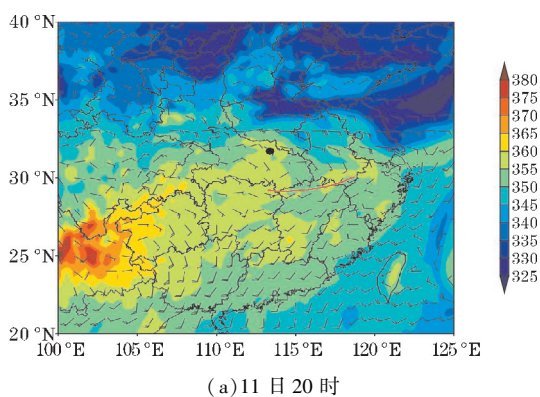 40 °N
35 °N
30 °N
25 °N
20 °N
100 °E
105 °E
110 °E
115 °E
120 °E
125 °E
380
375
370
365
360
355
350
345
340
335
330
325
(a)11 日 20 时